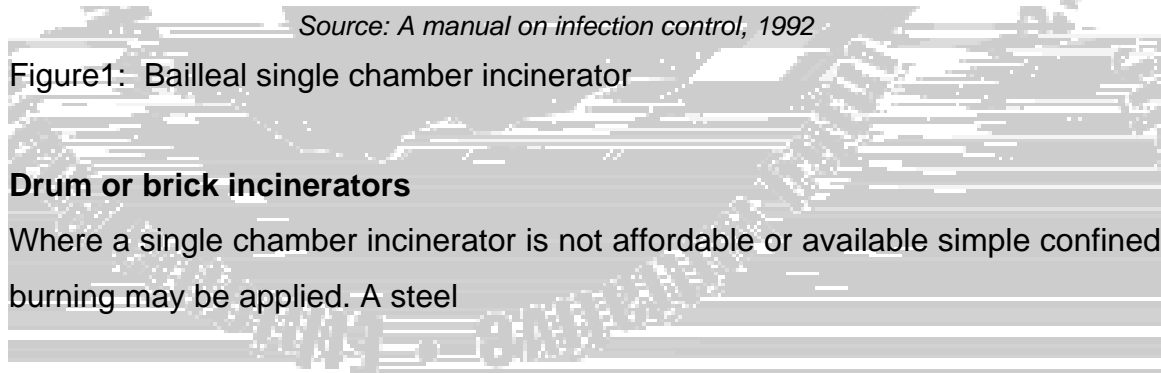 Source: A manual on infection control, 1992
Figure1: Bailleal single chamber incinerator
Drum or brick incinerators
Where a single chamber incinerator is not affordable or available simple confined
burning may be applied. A steel